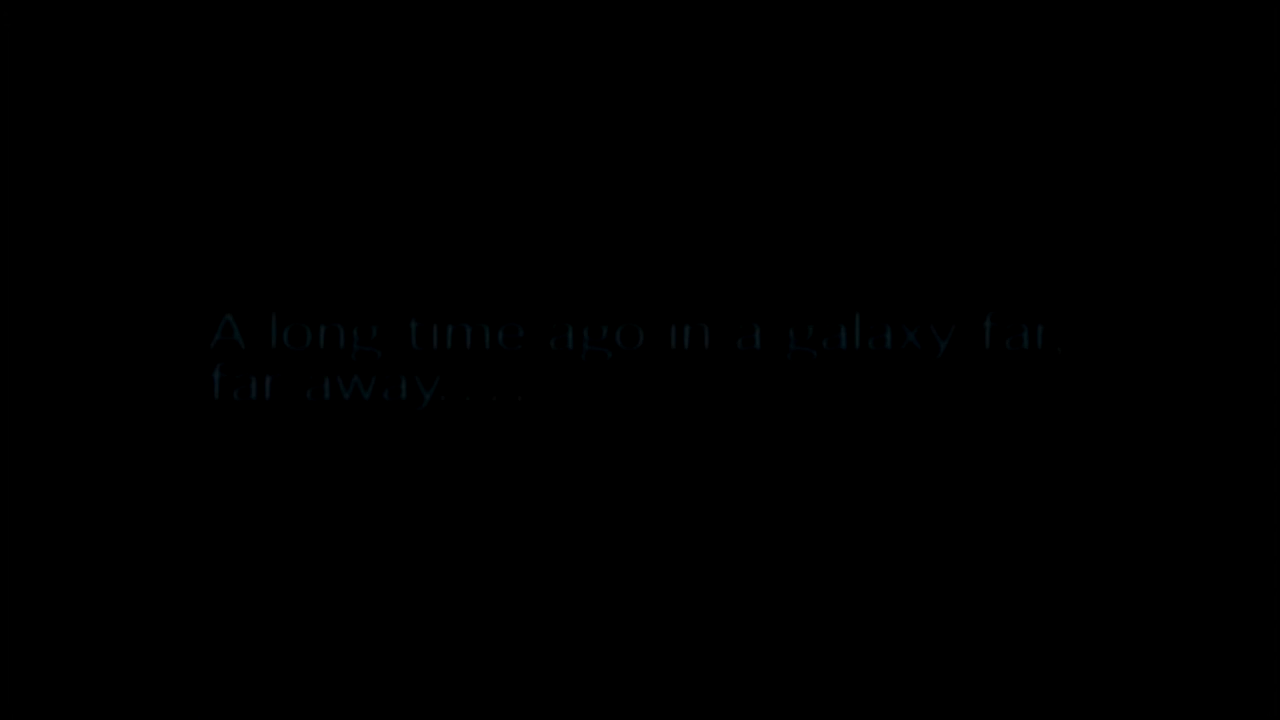 A long time ago in a galaxy far,
far away. . . .